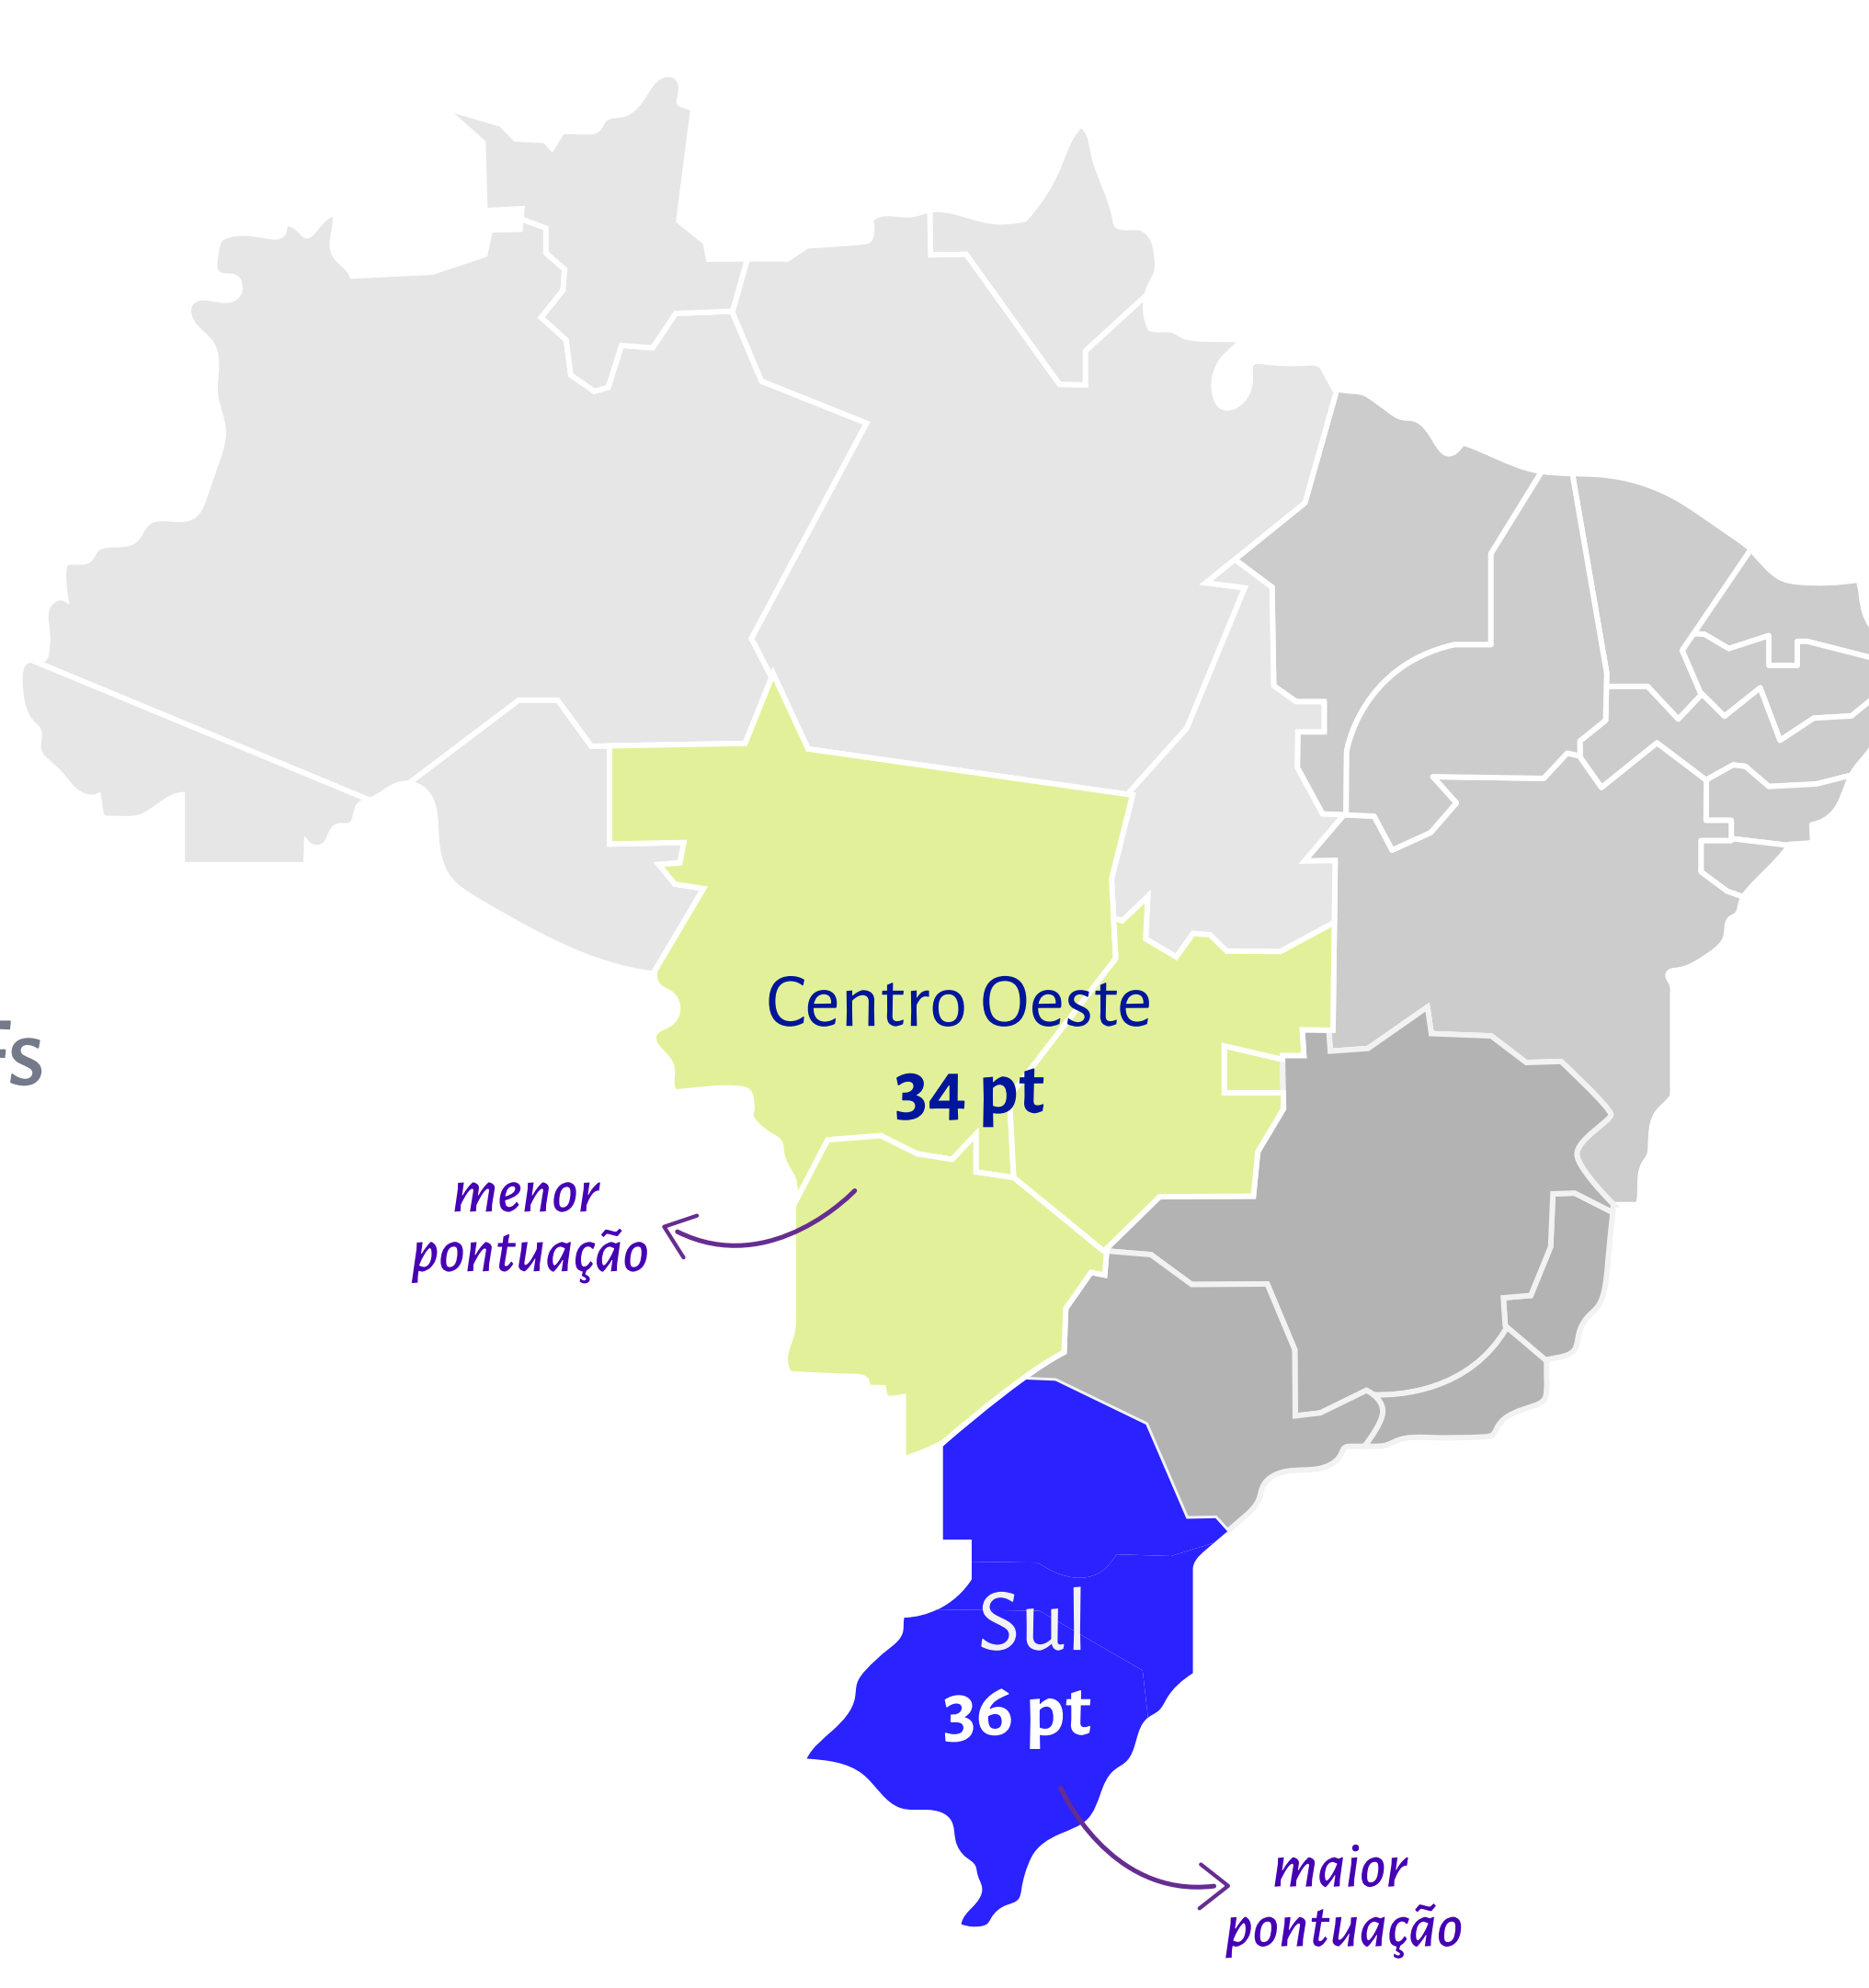 Centro Oeste
34 pt
menor
pontuação
Sul
36 pt
maior
pontuação